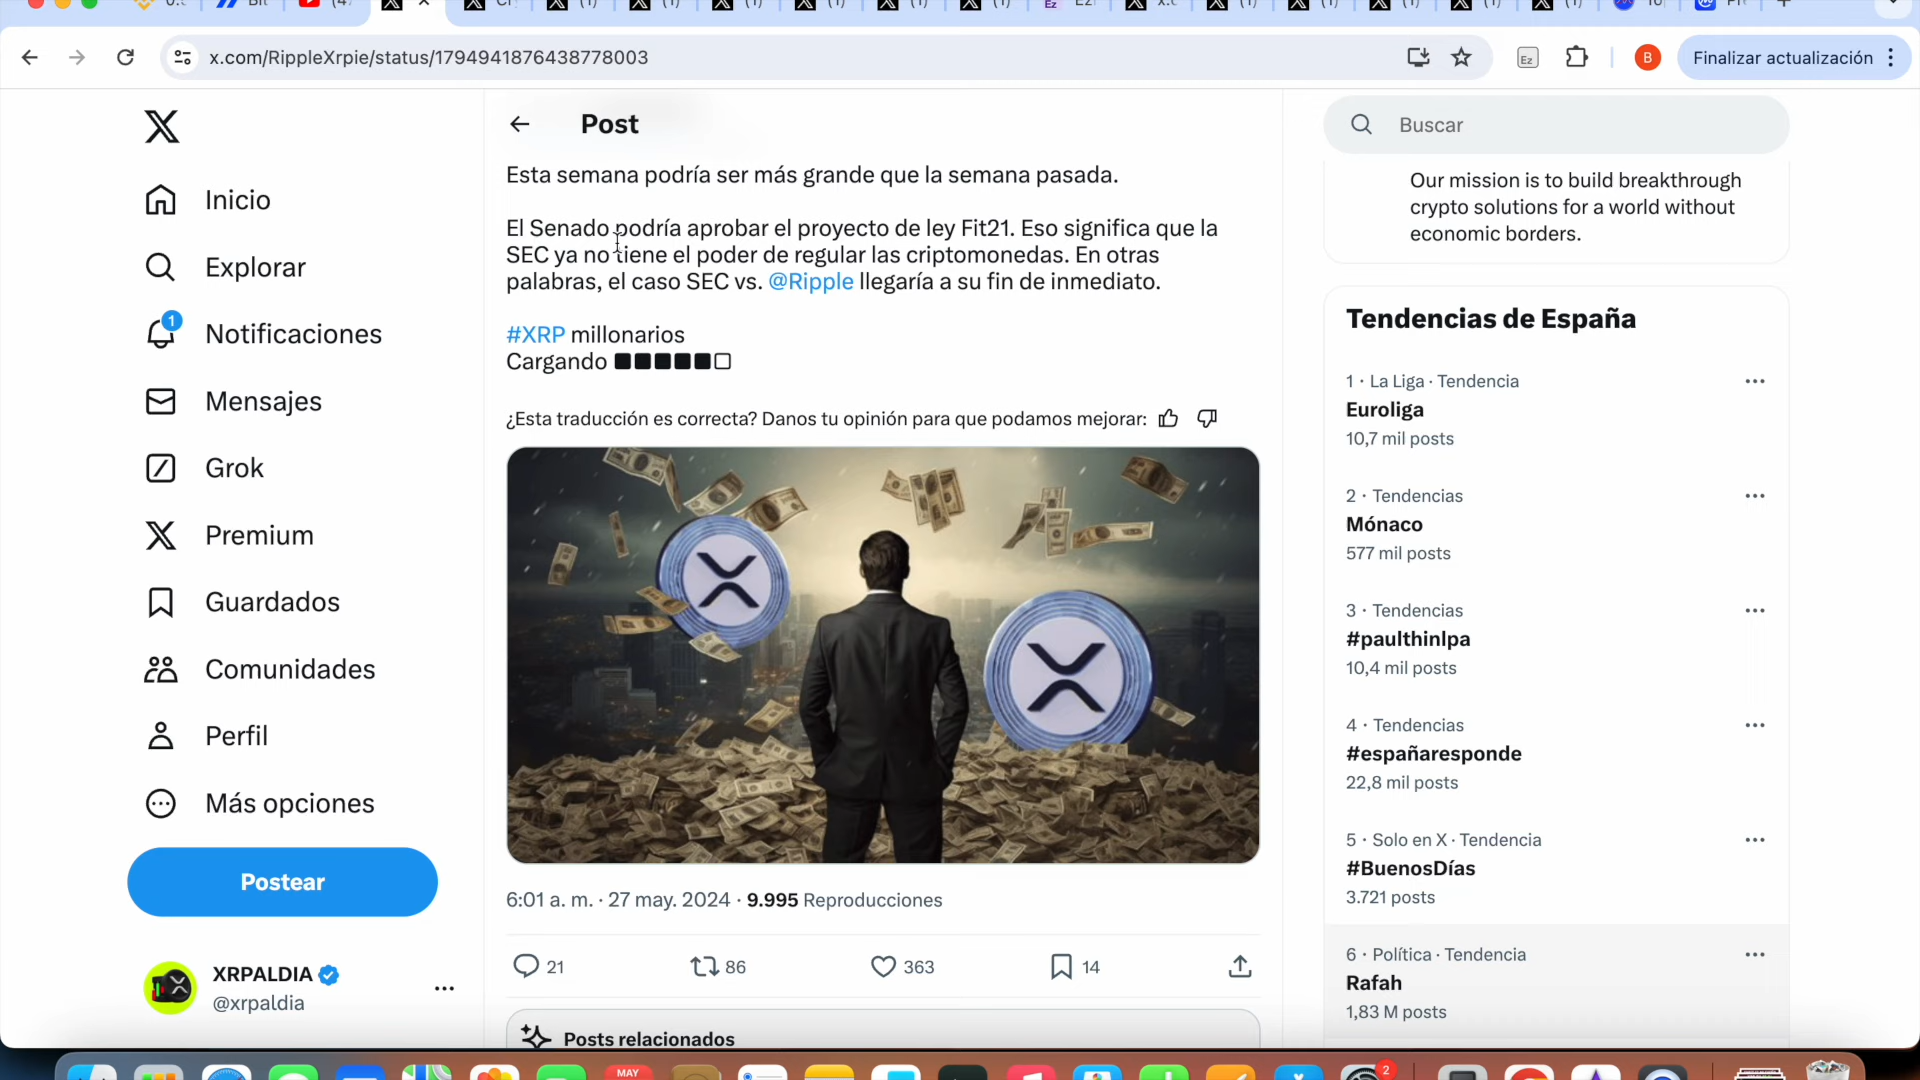 x.com/RippleXrpie/status/1794941876438778003
Ez
B
Finalizar actualización
Post
Buscar
Esta semana podría ser más grande que la semana pasada.
El Senado podría aprobar el proyecto de ley Fit21. Eso significa que la
SEC ya no tiene el poder de regular las criptomonedas. En otras
palabras, el caso SEC vs. @Ripple llegaría a su fin de inmediato.
#XRP millonarios
Cargando
¿Esta traducción es correcta? Danos tu opinión para que podamos mejorar:
6:01 a. m. · 27 may. 2024 · 9.995 Reproducciones
21
86
363
14
Posts relacionados
Inicio
Explorar
1
Notificaciones
Mensajes
Grok
Premium
Guardados
Comunidades
Perfil
Más opciones
Postear
XRPALDIA
@xrpaldia
Our mission is to build breakthrough
crypto solutions for a world without
economic borders.
Tendencias de España
1 · La Liga · Tendencia
Euroliga
10,7 mil posts
2 · Tendencias
Mónaco
577 mil posts
3 · Tendencias
#paulthinlpa
10,4 mil posts
4 · Tendencias
#españaresponde
22,8 mil posts
5 · Solo en X · Tendencia
#BuenosDías
3.721 posts
6 · Política · Tendencia
Rafah
1,83 M posts
MAY
2